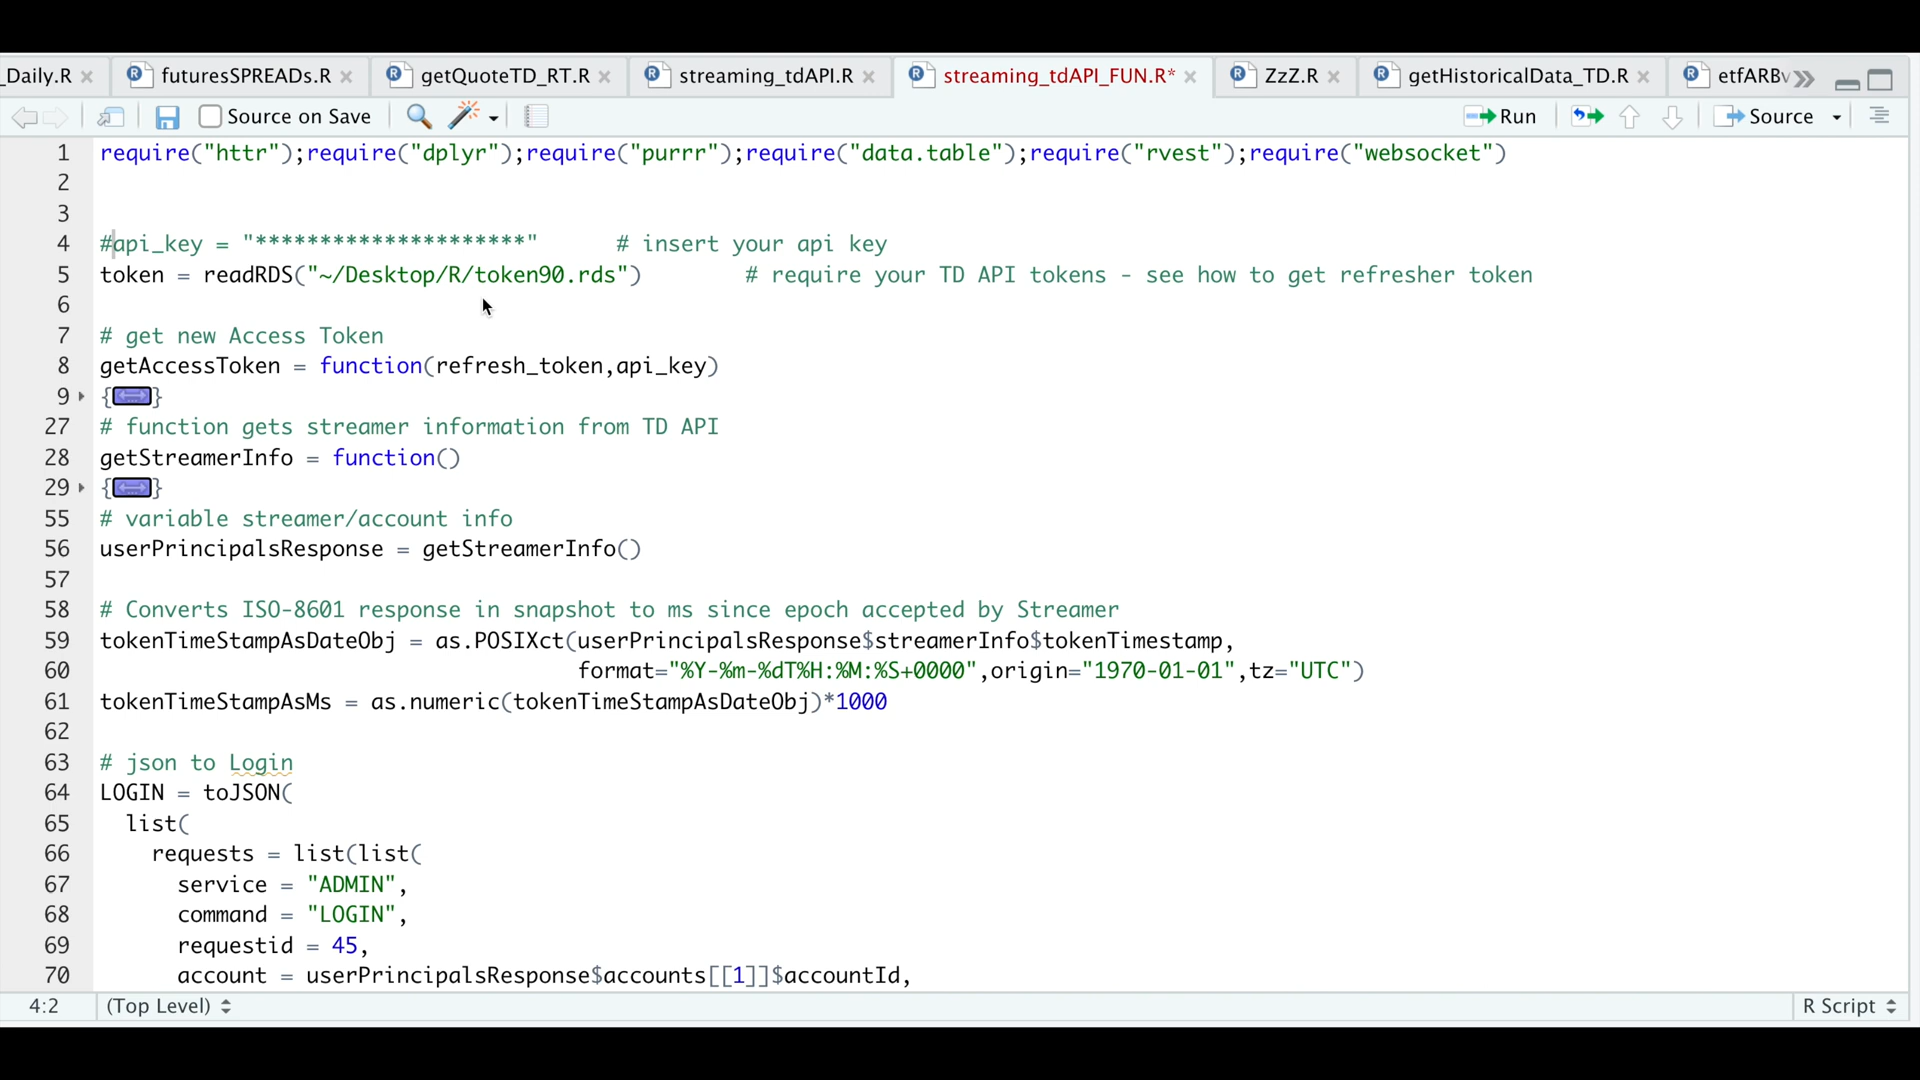 _Daily.R futuresSPREADs.R getQuoteTD_RT.R streaming_tdAPI.R streaming_tdAPI_FUN.R* ZzZ.R getHistoricalData_TD.R
Source on Save Run Source
1 require("httr");require("dplyr");require("purrr");require("data.table");require("rvest");require("websocket")
2
3
4 #api_key = "*********************" # insert your api key
5 token = readRDS("~/Desktop/R/token90.rds") # require your TD API tokens - see how to get refresher token
6
7 # get new Access Token
8 getAccessToken = function(refresh_token,api_key)
9 {}
27 # function gets streamer information from TD API
28 getStreamerInfo = function()
29 {}
55 # variable streamer/account info
56 userPrincipalsResponse = getStreamerInfo()
57
58 # Converts ISO-8601 response in snapshot to ms since epoch accepted by Streamer
59 tokenTimeStampAsDateObj = as.POSIXct(userPrincipalsResponse$streamerInfo$tokenTimestamp,
60 format="%Y-%m-%dT%H:%M:%S+0000",origin="1970-01-01",tz="UTC")
61 tokenTimeStampAsMs = as.numeric(tokenTimeStampAsDateObj)*1000
62
63 # json to Login
64 LOGIN = toJSON(
65 list(
66 requests = list(list(
67 service = "ADMIN",
68 command = "LOGIN",
69 requestid = 45,
70 account = userPrincipalsResponse$accounts[[1]]$accountId,
4:2 (Top Level) R Script